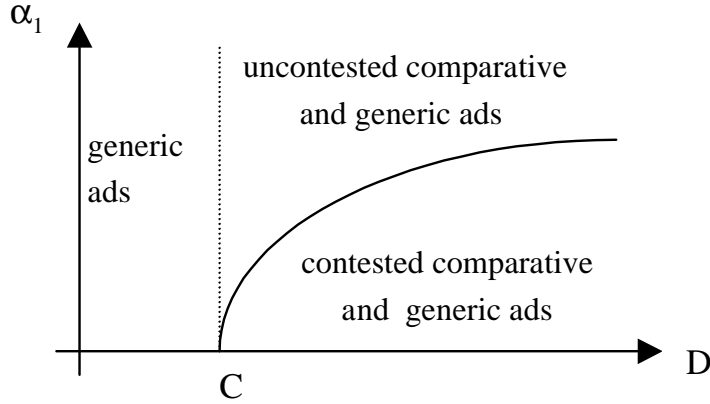 α1
uncontested comparative
and generic ads
generic
ads
contested comparative
and generic ads
C
D